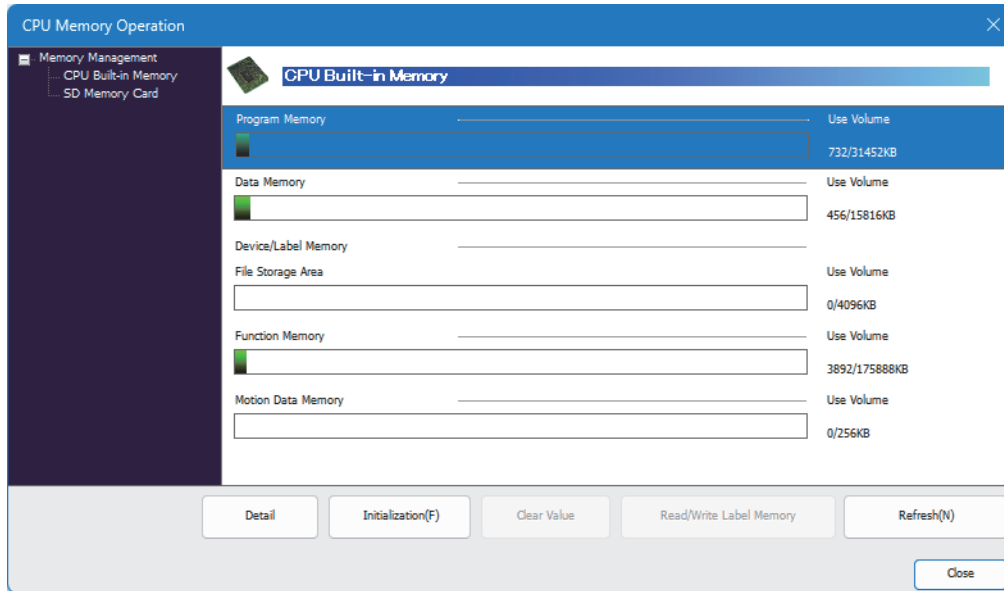 CPU Memory Operation
Memory Management
CPU Built-in Memory
SD Memory Card
CPU Built-in Memory
Program Memory
Use Volume
732/31452KB
Data Memory
Use Volume
456/15816KB
Device/Label Memory
File Storage Area
Use Volume
0/4096KB
Function Memory
Use Volume
3892/175888KB
Motion Data Memory
Use Volume
0/256KB
Detail
Initialization(F)
Clear Value
Read/Write Label Memory
Refresh(N)
Close